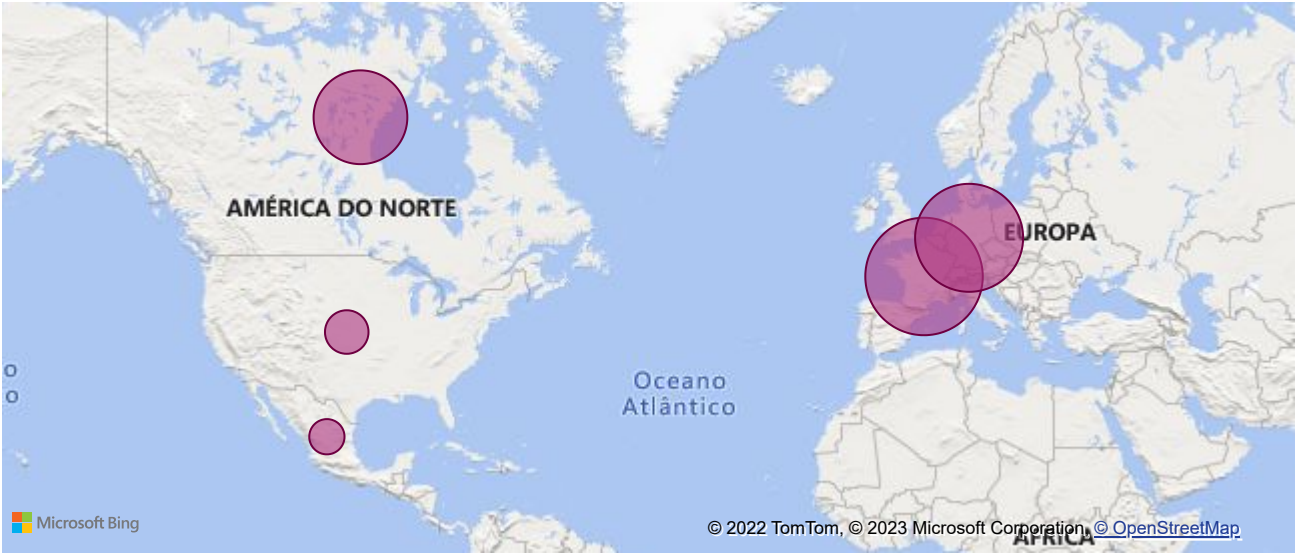 AMÉRICA DO NORTE
EUROPA
o
o
Oceano
Atlântico
Microsoft Bing
© 2022 TomTom, © 2023 Microsoft Corporation, © OpenStreetMap
ÁFRICA